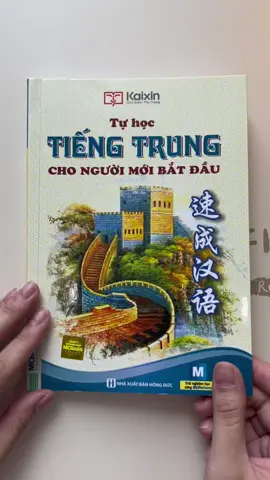 Kaixin
Tự học
TIẾNG TRUNG
CHO NGƯỜI MỚI BẮT ĐẦU
速成汉语
NHÀ XUẤT BẢN HỒNG ĐỨC
M